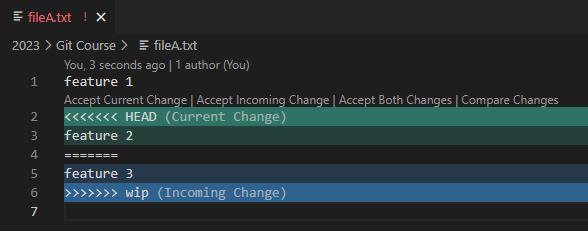 fileA.txt ! ×
2023 > Git Course > fileA.txt
You, 3 seconds ago | 1 author (You)
1 feature 1
Accept Current Change | Accept Incoming Change | Accept Both Changes | Compare Changes
2 <<<<<<< HEAD (Current Change)
3 feature 2
4 =======
5 feature 3
6 >>>>>>> wip (Incoming Change)
7